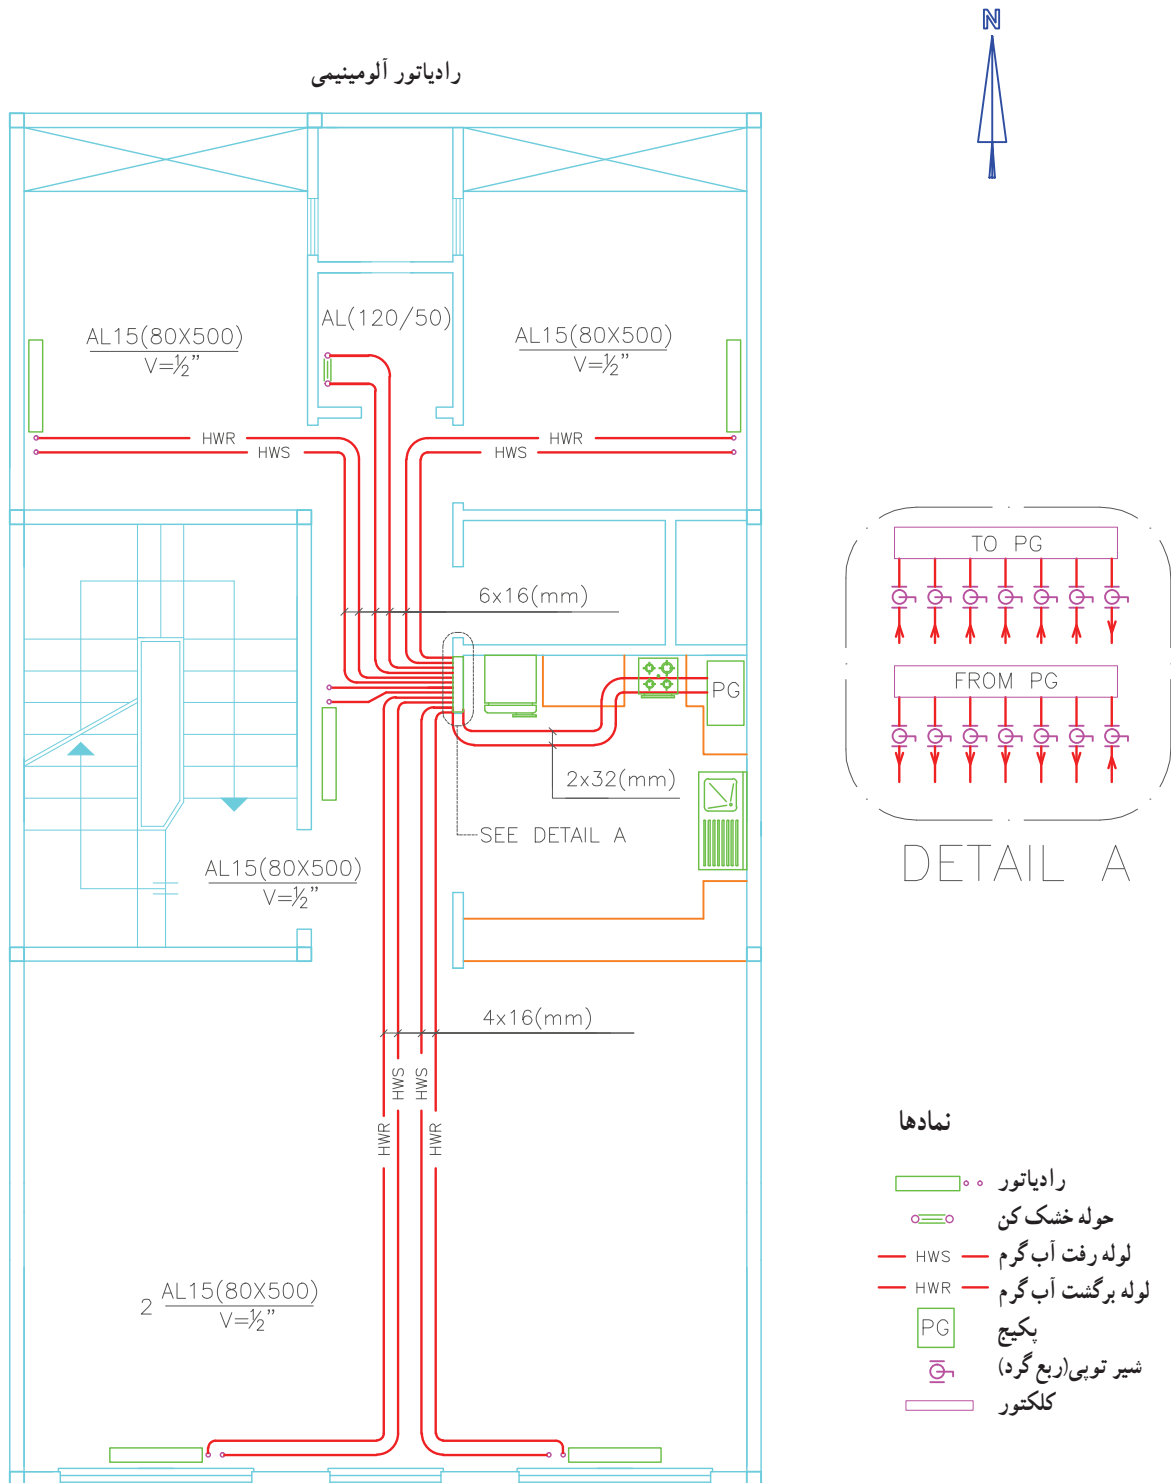 N
رادیاتور آلومینیمی
AL15(80X500)
V=½”
AL(120/50)
AL15(80X500)
V=½”
HWR
HWS
HWR
HWS
6x16(mm)
PG
2x32(mm)
SEE DETAIL A
AL15(80X500)
V=½”
4x16(mm)
HWS
HWS
HWR
HWR
2 AL15(80X500)
V=½”
TO PG
FROM PG
DETAIL A
نمادها
رادیاتور
حوله خشک کن
HWS لوله رفت آب گرم
HWR لوله برگشت آب گرم
PG پکیج
شیر توپی(ربع گرد)
کلکتور